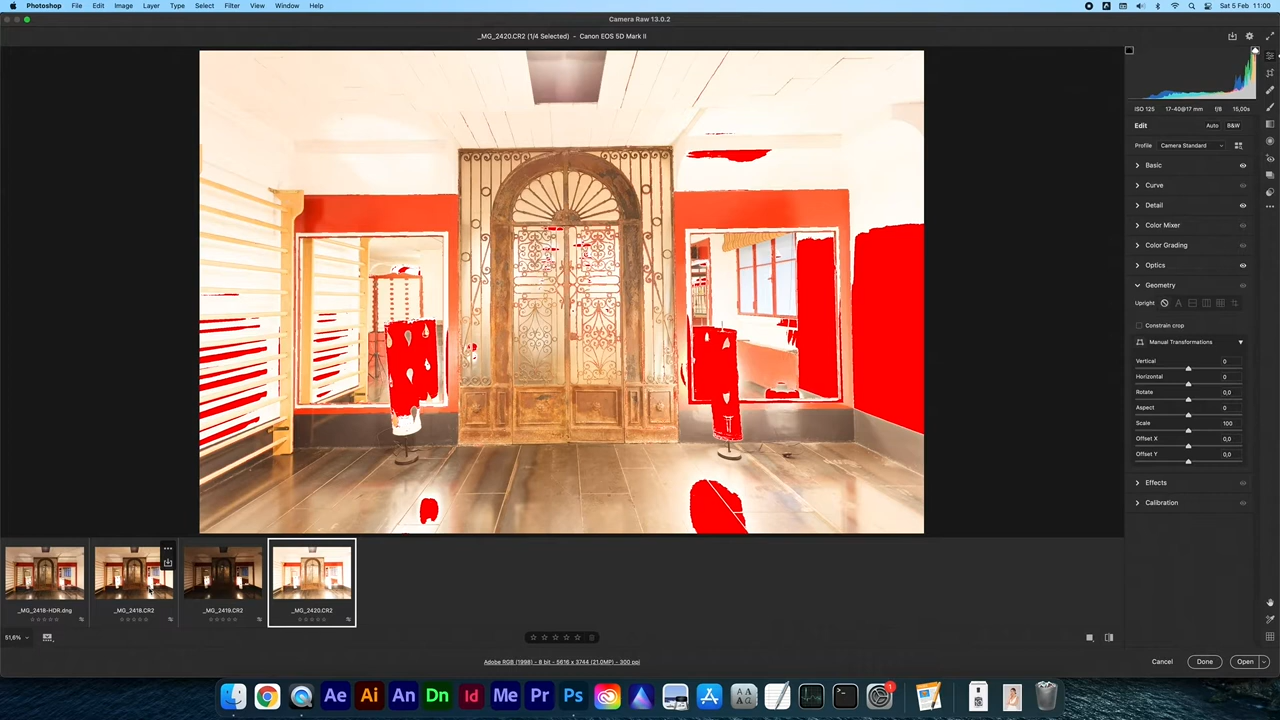 Photoshop File Edit Image Layer Type Select Filter View Window Help
Sat 5 Feb 11:00
Camera Raw 13.0.2
_MG_2420.CR2 (1/4 Selected) - Canon EOS 5D Mark II
ISO 125 17-40@17 mm f/8 15,00s
Edit Auto B&W
Profile Camera Standard
Basic
Curve
Detail
Color Mixer
Color Grading
Optics
Geometry
Upright A
Constrain crop
Manual Transformations
Vertical 0
Horizontal 0
Rotate 0,0
Aspect 0
Scale 100
Offset X 0,0
Offset Y 0,0
Effects
Calibration
_MG_2418-HDR.dng _MG_2418.CR2 _MG_2419.CR2 _MG_2420.CR2
51,6%
Adobe RGB (1998) - 8 bit - 5616 x 3744 (21.0MP) - 300 ppi
Cancel Done Open
Ae Ai An Dn Id Me Pr Ps
1